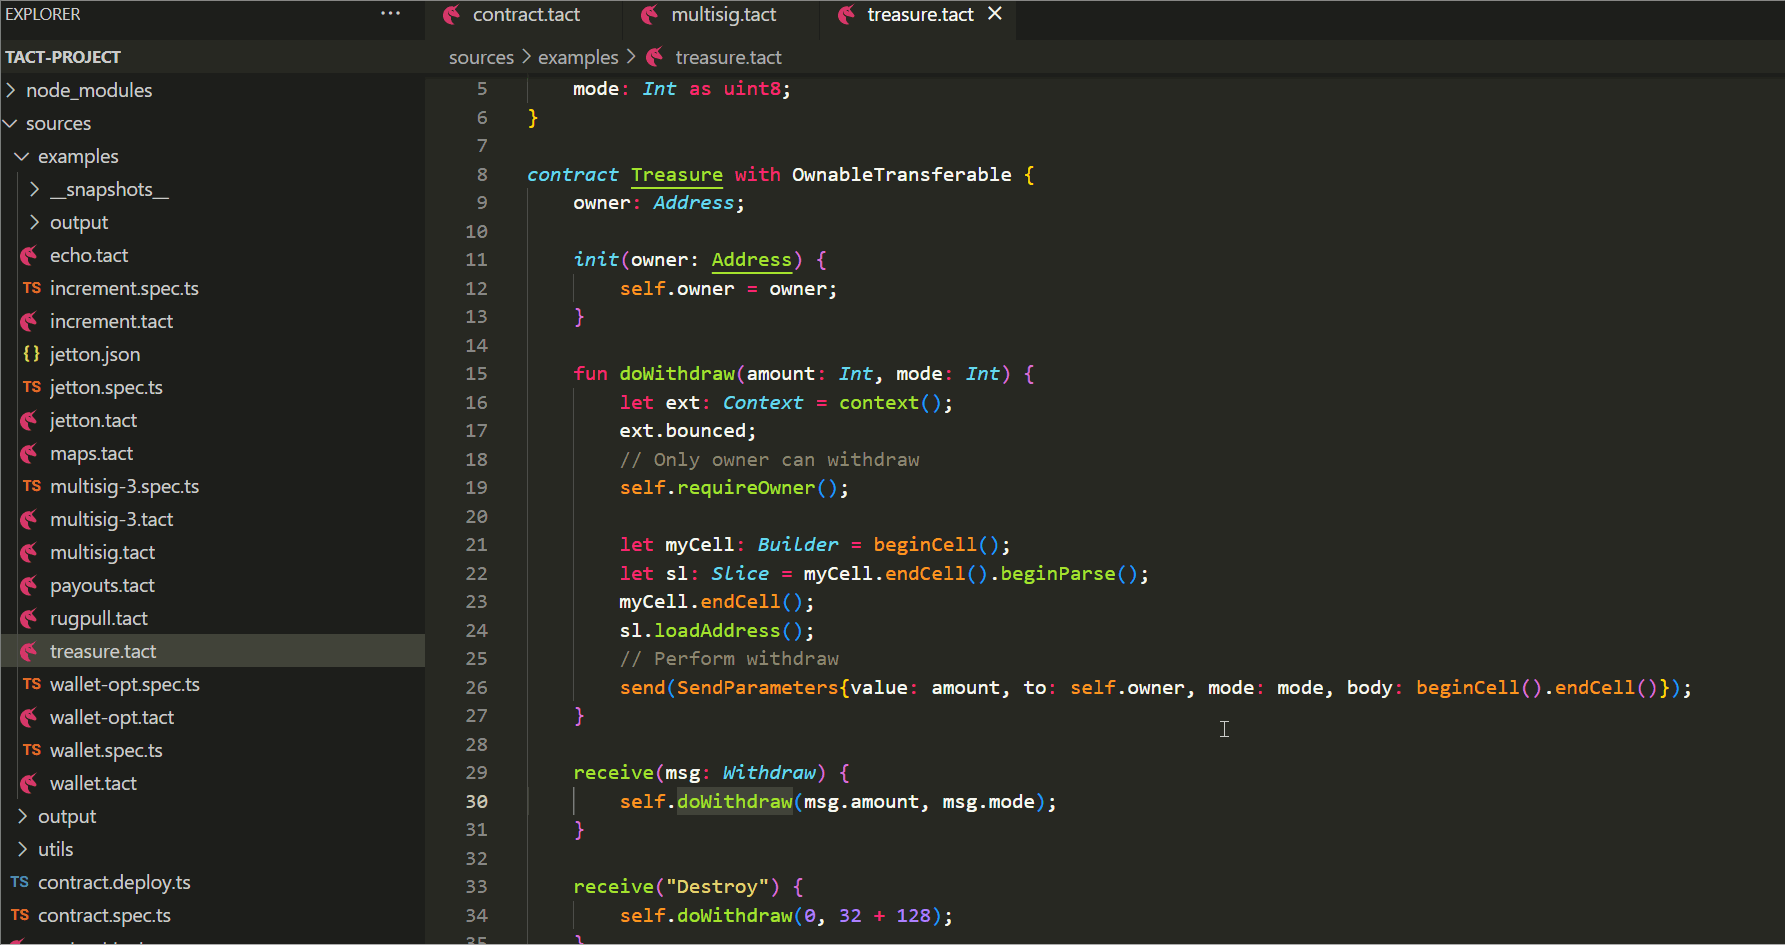 EXPLORER
TACT-PROJECT
node_modules
sources
examples
__snapshots__
output
echo.tact
TS increment.spec.ts
increment.tact
{} jetton.json
TS jetton.spec.ts
jetton.tact
maps.tact
TS multisig-3.spec.ts
multisig-3.tact
multisig.tact
payouts.tact
rugpull.tact
treasure.tact
TS wallet-opt.spec.ts
wallet-opt.tact
TS wallet.spec.ts
wallet.tact
output
utils
TS contract.deploy.ts
TS contract.spec.ts
contract.tact multisig.tact treasure.tact
sources > examples > treasure.tact
5 mode: Int as uint8;
6 }
7
8 contract Treasure with OwnableTransferable {
9 owner: Address;
10
11 init(owner: Address) {
12 self.owner = owner;
13 }
14
15 fun doWithdraw(amount: Int, mode: Int) {
16 let ext: Context = context();
17 ext.bounced;
18 // Only owner can withdraw
19 self.requireOwner();
20
21 let myCell: Builder = beginCell();
22 let sl: Slice = myCell.endCell().beginParse();
23 myCell.endCell();
24 sl.loadAddress();
25 // Perform withdraw
26 send(SendParameters{value: amount, to: self.owner, mode: mode, body: beginCell().endCell()});
27 }
28
29 receive(msg: Withdraw) {
30 self.doWithdraw(msg.amount, msg.mode);
31 }
32
33 receive("Destroy") {
34 self.doWithdraw(0, 32 + 128);
35 }